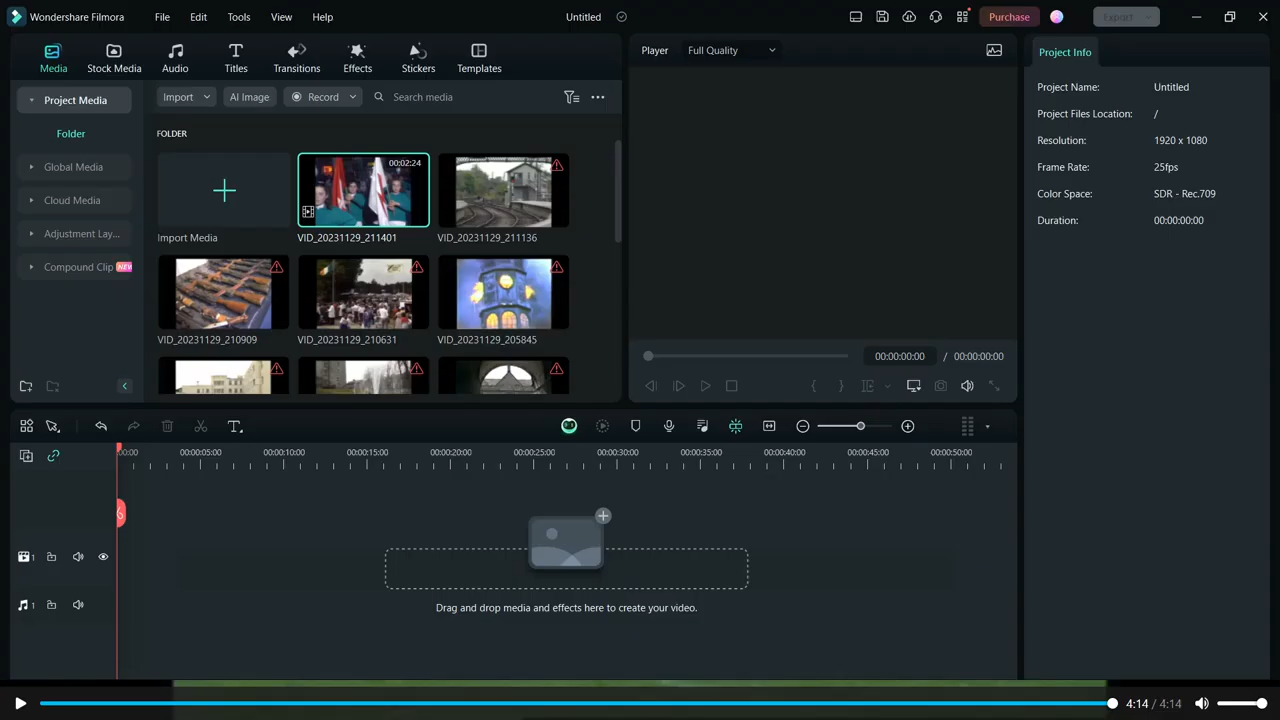 Wondershare Filmora File Edit Tools View Help Untitled Purchase Export
Media Stock Media Audio Titles Transitions Effects Stickers Templates
Player Full Quality
Project Info
Project Media
Folder
Global Media
Cloud Media
Adjustment Lay...
Compound Clip NEW
Import AI Image Record Search media
FOLDER
00:02:24
Import Media VID_20231129_211401 VID_20231129_211136
VID_20231129_210909 VID_20231129_210631 VID_20231129_205845
00:00:00:00 / 00:00:00:00
Project Name: Untitled
Project Files Location: /
Resolution: 1920 x 1080
Frame Rate: 25fps
Color Space: SDR - Rec.709
Duration: 00:00:00:00
:00:00 00:00:05:00 00:00:10:00 00:00:15:00 00:00:20:00 00:00:25:00 00:00:30:00 00:00:35:00 00:00:40:00 00:00:45:00 00:00:50:00
1
1
Drag and drop media and effects here to create your video.
4:14 / 4:14